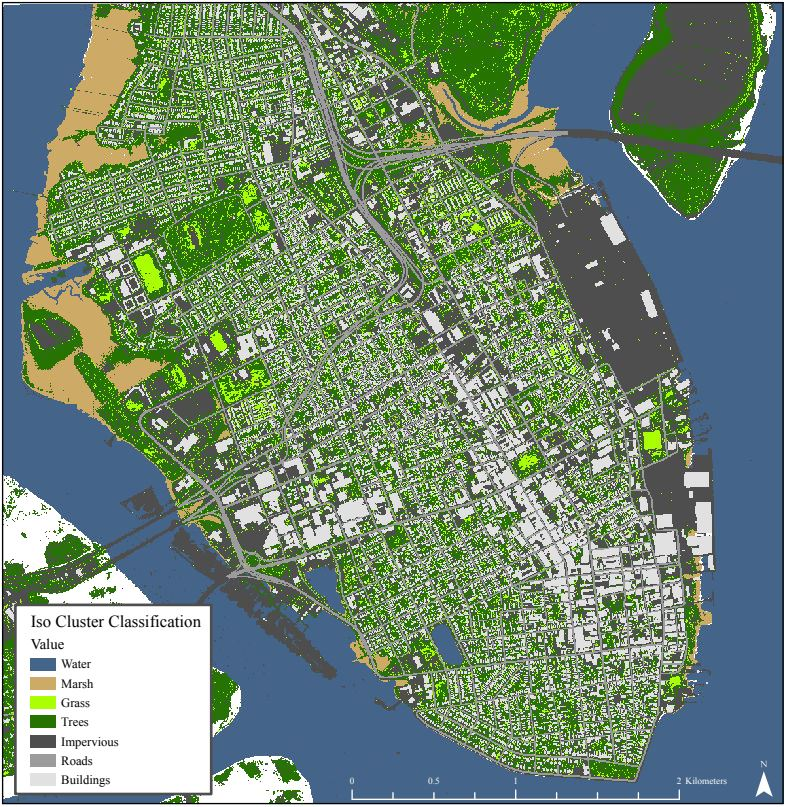 Iso Cluster Classification
Value
Water
Marsh
Grass
Trees
Impervious
Roads
Buildings
0 0.5 1 2 Kilometers
N